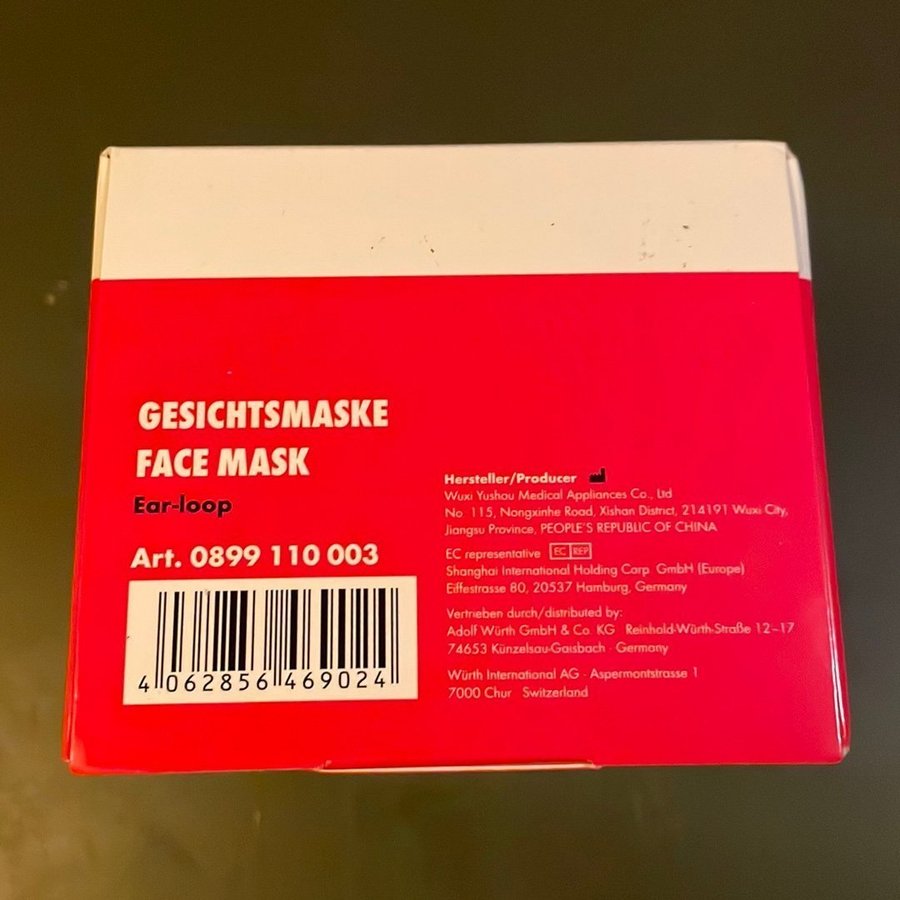 GESICHTSMASKE
FACE MASK
Ear-loop
Art. 0899 110 003
4 062856 469024
Hersteller/Producer
Wuxi Yushou Medical Appliances Co., Ltd
No. 115, Nongxinhe Road, Xishan District, 214191 Wuxi City,
Jiangsu Province, PEOPLE'S REPUBLIC OF CHINA
EC representative EC REP
Shanghai International Holding Corp. GmbH (Europe)
Eiffestrasse 80, 20537 Hamburg, Germany
Vertrieben durch/distributed by:
Adolf Würth GmbH & Co. KG Reinhold-Würth-Straße 12–17
74653 Künzelsau-Gaisbach · Germany
Würth International AG · Aspermontstrasse 1
7000 Chur Switzerland